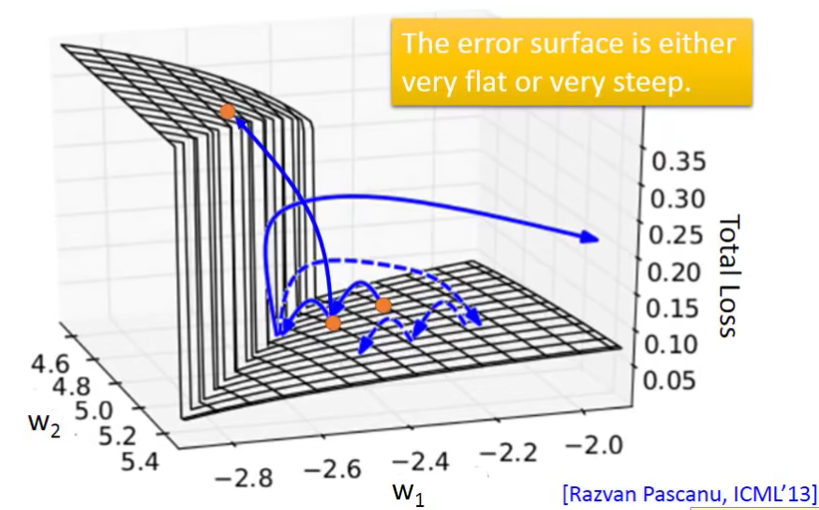 The error surface is either
very flat or very steep.
0.35
0.30
0.25
0.20
0.15
0.10
0.05
Total Loss
4.6
4.8
5.0
5.2
5.4
w2
−2.8
−2.6
−2.4
−2.2
−2.0
w1
[Razvan Pascanu, ICML’13]